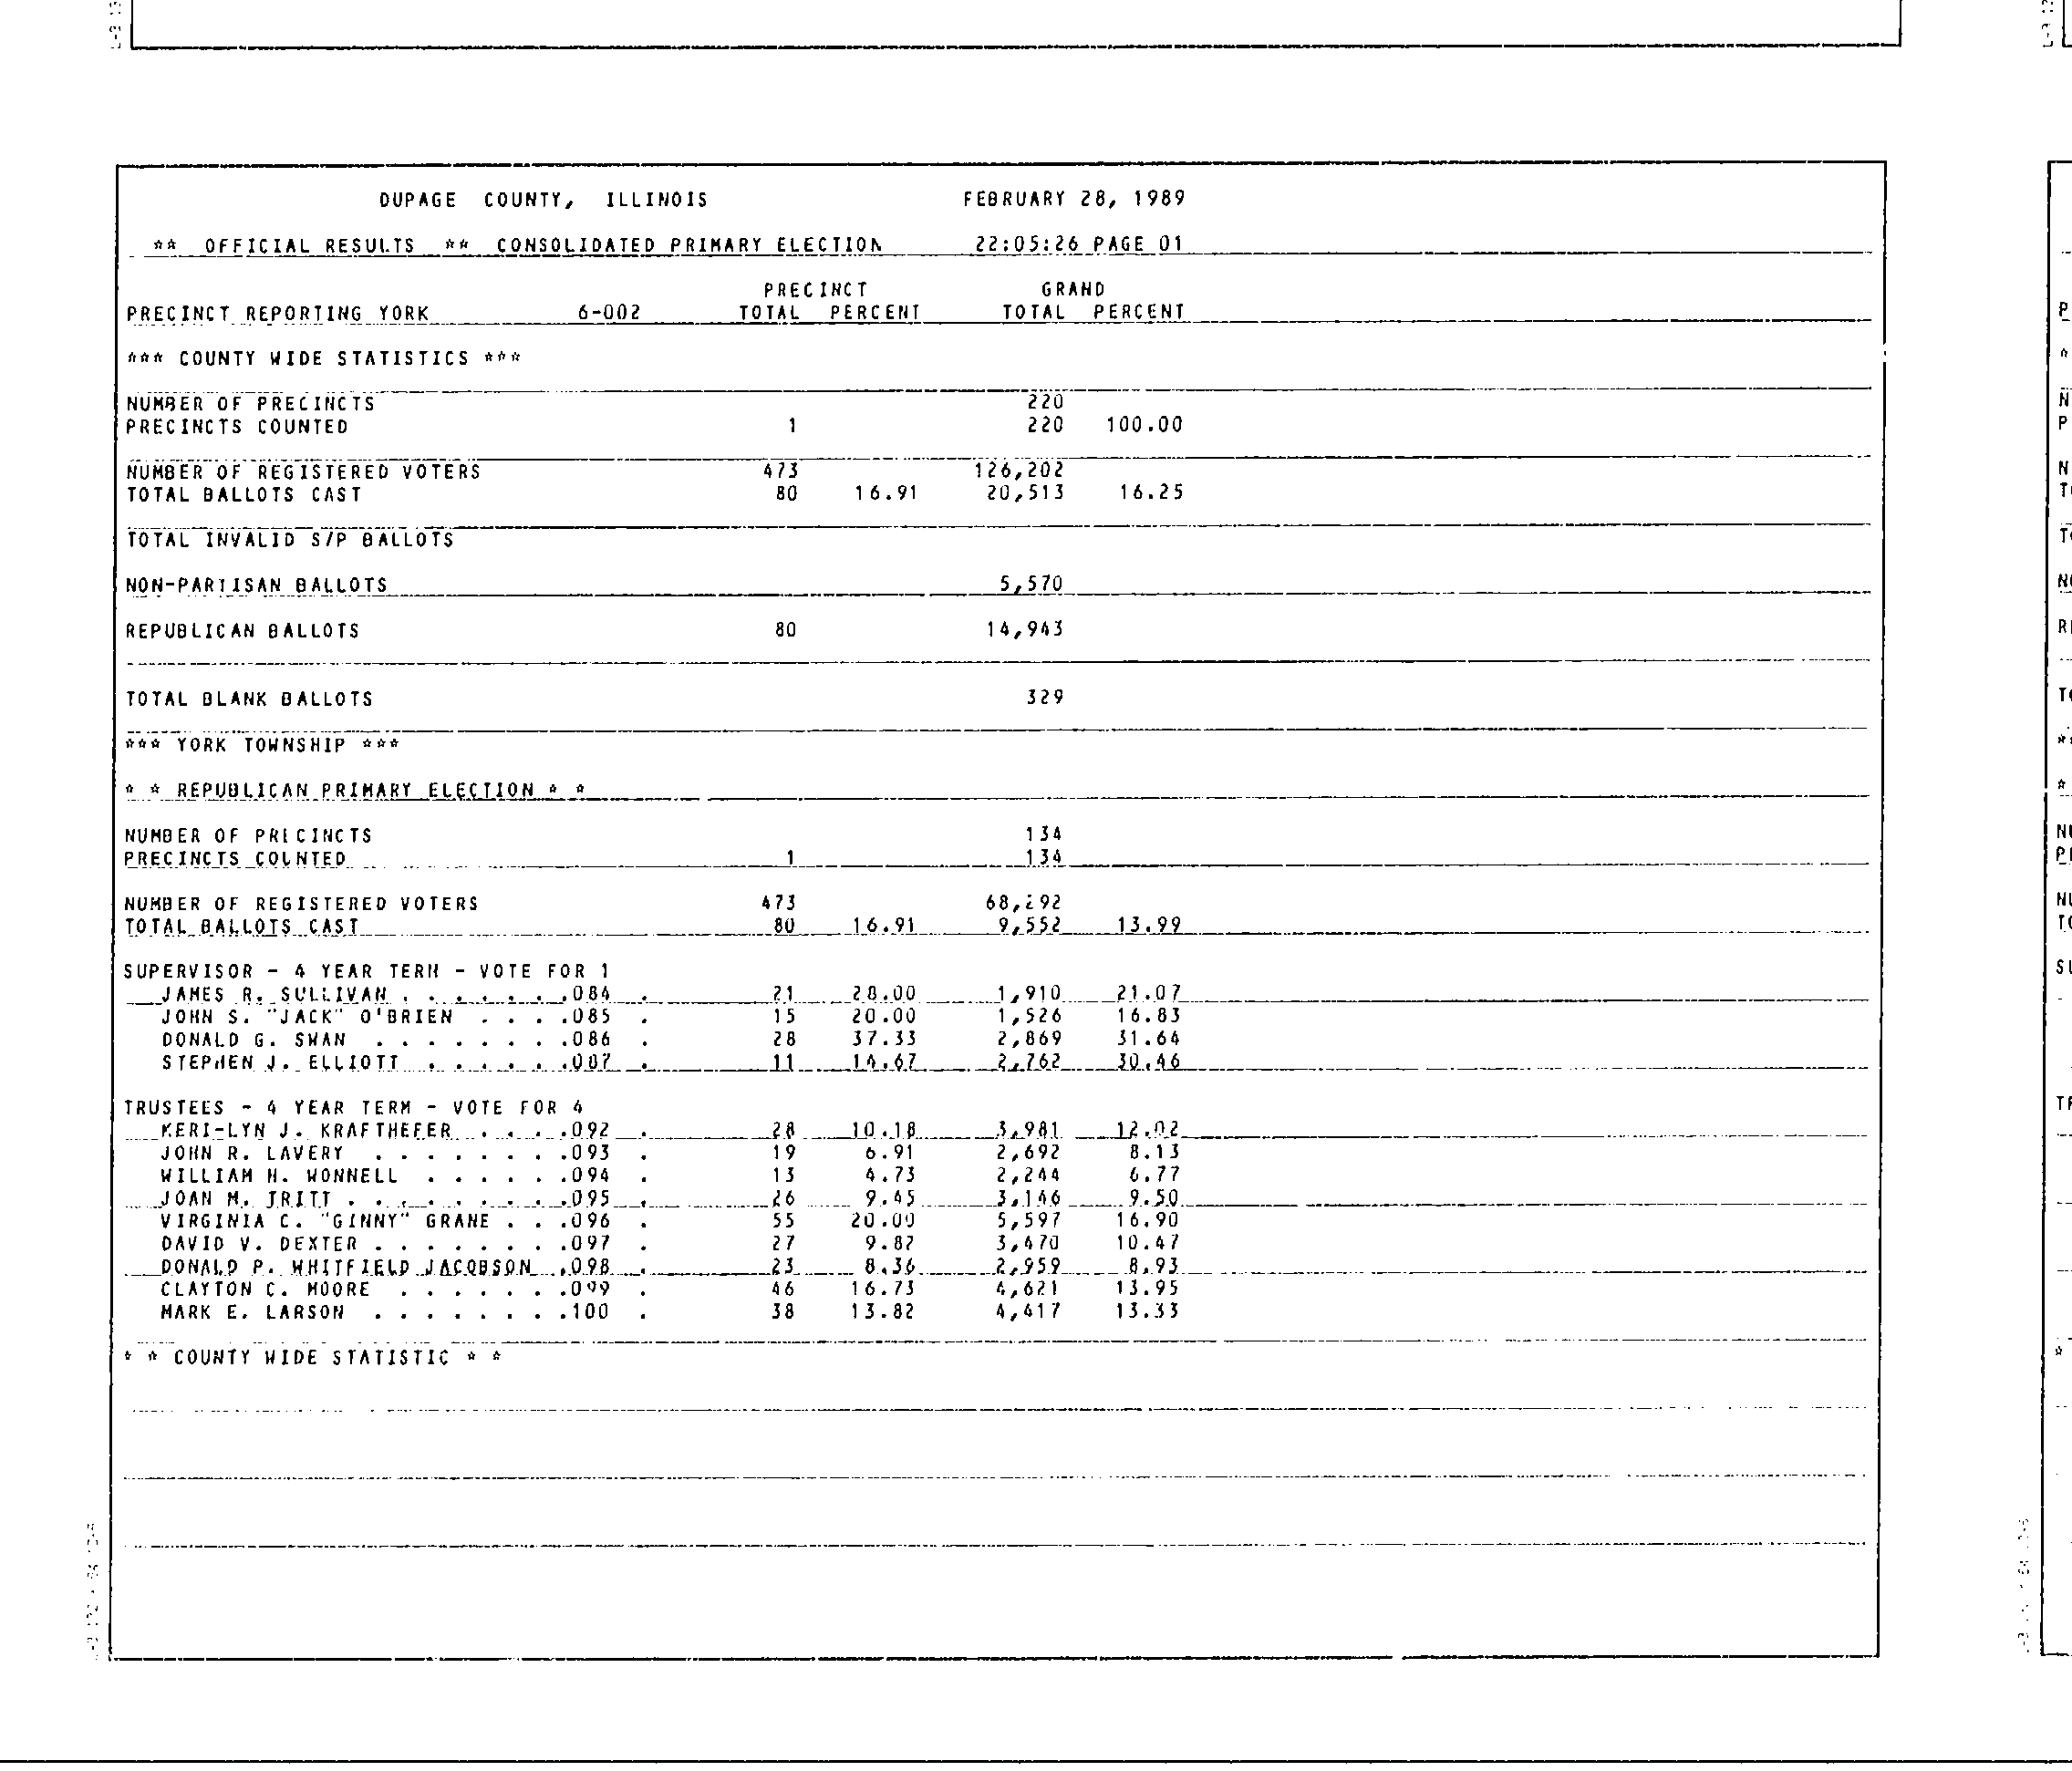 DUPAGE COUNTY, ILLINOIS FEBRUARY 28, 1989
** OFFICIAL RESULTS ** CONSOLIDATED PRIMARY ELECTION 22:05:26 PAGE 01
PRECINCT GRAND
PRECINCT REPORTING YORK 6-002 TOTAL PERCENT TOTAL PERCENT
*** COUNTY WIDE STATISTICS ***
NUMBER OF PRECINCTS 220
PRECINCTS COUNTED 1 220 100.00
NUMBER OF REGISTERED VOTERS 473 126,202
TOTAL BALLOTS CAST 80 16.91 20,513 16.25
TOTAL INVALID S/P BALLOTS
NON-PARTISAN BALLOTS 5,570
REPUBLICAN BALLOTS 80 14,943
TOTAL BLANK BALLOTS 329
*** YORK TOWNSHIP ***
* * REPUBLICAN PRIMARY ELECTION * *
NUMBER OF PRECINCTS 134
PRECINCTS COUNTED 1 134
NUMBER OF REGISTERED VOTERS 473 68,292
TOTAL BALLOTS CAST 80 16.91 9,552 13.99
SUPERVISOR - 4 YEAR TERM - VOTE FOR 1
JAMES R. SULLIVAN . . . . . . .084 . 21 28.00 1,910 21.07
JOHN S. "JACK" O'BRIEN . . . .085 . 15 20.00 1,526 16.83
DONALD G. SWAN . . . . . . . .086 . 28 37.33 2,869 31.64
STEPHEN J. ELLIOTT . . . . . .087 . 11 14.67 2,762 30.46
TRUSTEES - 4 YEAR TERM - VOTE FOR 4
KERI-LYN J. KRAFTHEFER . . . .092 . 28 10.18 3,981 12.02
JOHN R. LAVERY . . . . . . . .093 . 19 6.91 2,692 8.13
WILLIAM H. WONNELL . . . . . .094 . 13 4.73 2,244 6.77
JOAN M. TRITT . . . . . . . . .095 . 26 9.45 3,146 9.50
VIRGINIA C. "GINNY" GRANE . . .096 . 55 20.00 5,597 16.90
DAVID V. DEXTER . . . . . . . .097 . 27 9.82 3,470 10.47
DONALD P. WHITFIELD JACOBSON .098 . 23 8.36 2,959 8.93
CLAYTON C. MOORE . . . . . . .099 . 46 16.73 4,621 13.95
MARK E. LARSON . . . . . . . .100 . 38 13.82 4,417 13.33
* * COUNTY WIDE STATISTIC * *